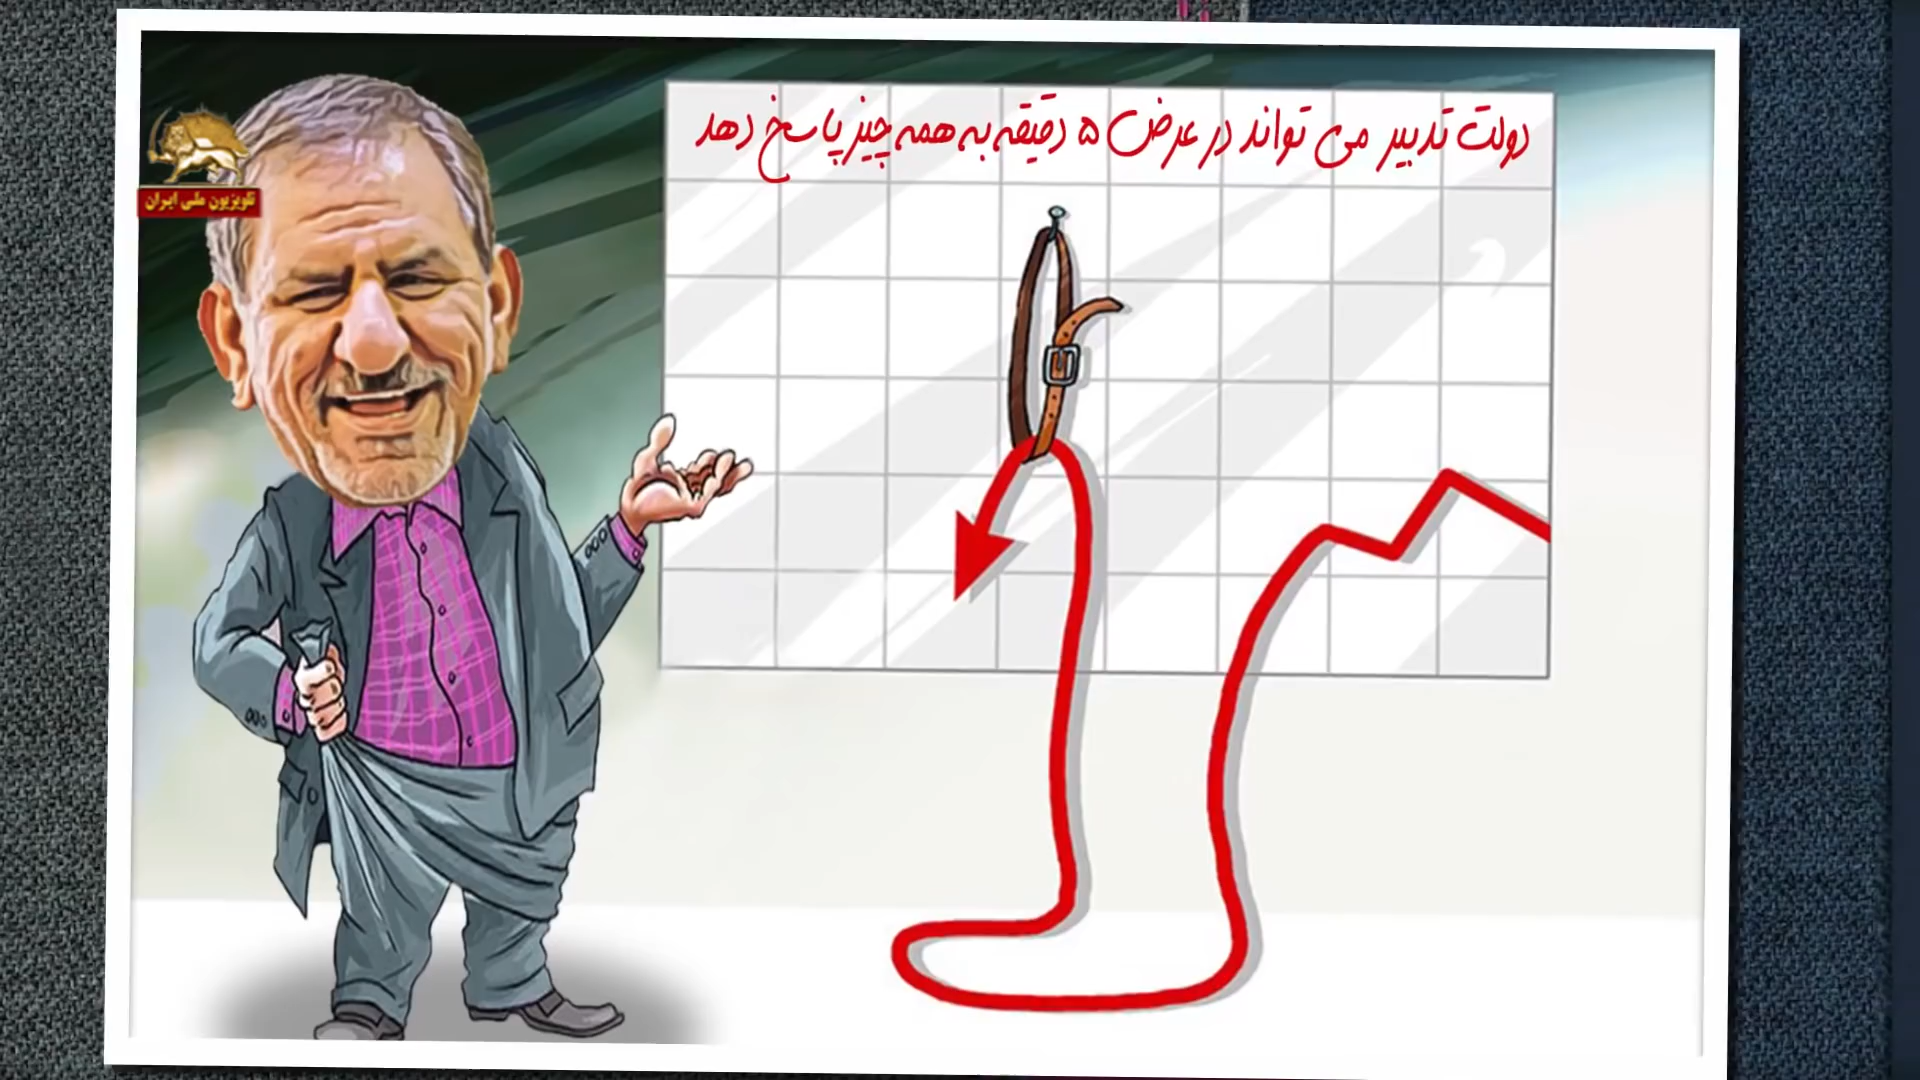 دولت تدبیر می تواند در عرض ۵ دقیقه به همه چیز پاسخ دهد
تلویزیون ملی ایران